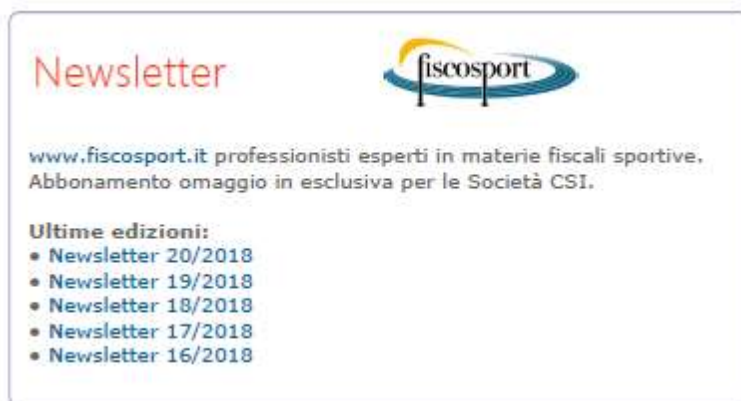 Newsletter
fiscosport
www.fiscosport.it professionisti esperti in materie fiscali sportive.
Abbonamento omaggio in esclusiva per le Società CSI.
Ultime edizioni:
• Newsletter 20/2018
• Newsletter 19/2018
• Newsletter 18/2018
• Newsletter 17/2018
• Newsletter 16/2018